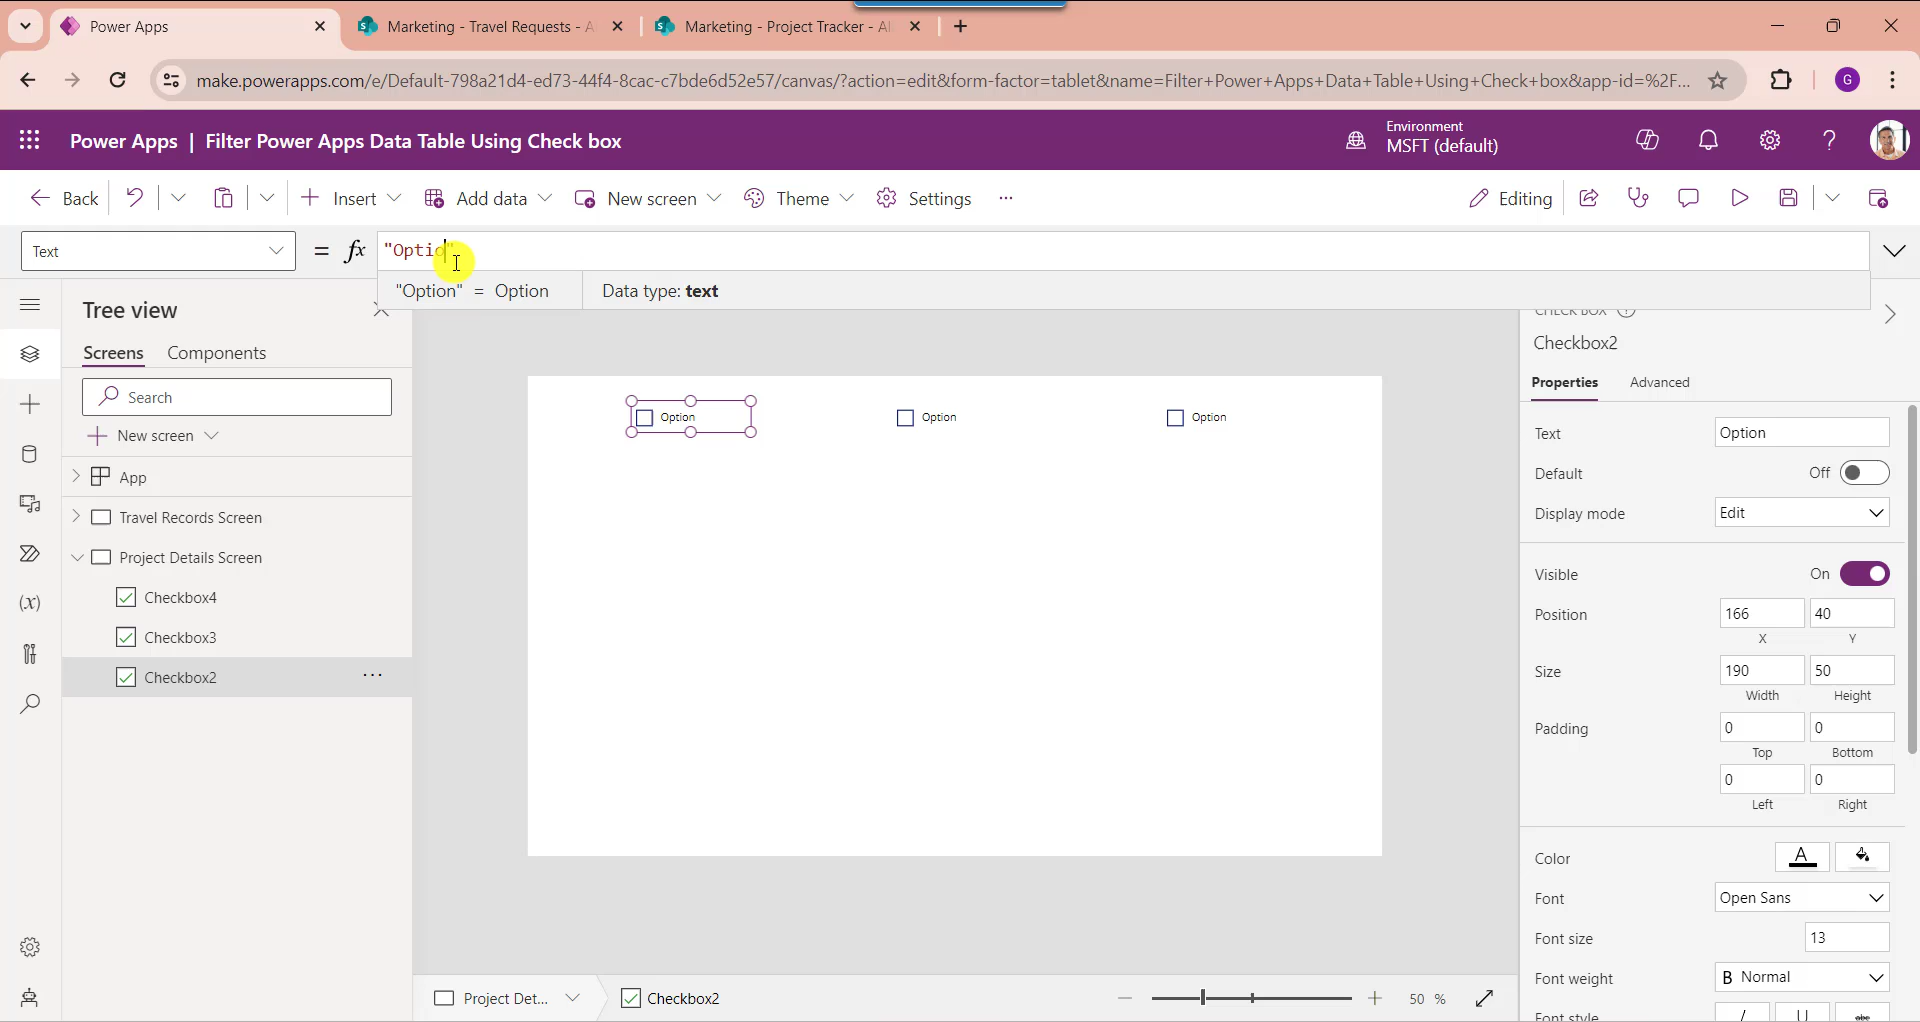 Power Apps
Marketing - Travel Requests - A
Marketing - Project Tracker - Al
make.powerapps.com/e/Default-798a21d4-ed73-44f4-8cac-c7bde6d52e57/canvas/?action=edit&form-factor=tablet&name=Filter+Power+Apps+Data+Table+Using+Check+box&app-id=%2F...
G
Power Apps | Filter Power Apps Data Table Using Check box
Environment
MSFT (default)
Back
Insert
Add data
New screen
Theme
Settings
Editing
Text
= fx
"Optio"
"Option" = Option
Data type: text
Tree view
Screens
Components
Search
New screen
App
Travel Records Screen
Project Details Screen
Checkbox4
Checkbox3
Checkbox2
Option
Option
Option
CHECK BOX
Checkbox2
Properties
Advanced
Text
Option
Default
Off
Display mode
Edit
Visible
On
Position
166
40
X
Y
Size
190
50
Width
Height
Padding
0
0
Top
Bottom
0
0
Left
Right
Color
Font
Open Sans
Font size
13
Font weight
B Normal
Font style
Project Det...
Checkbox2
50 %